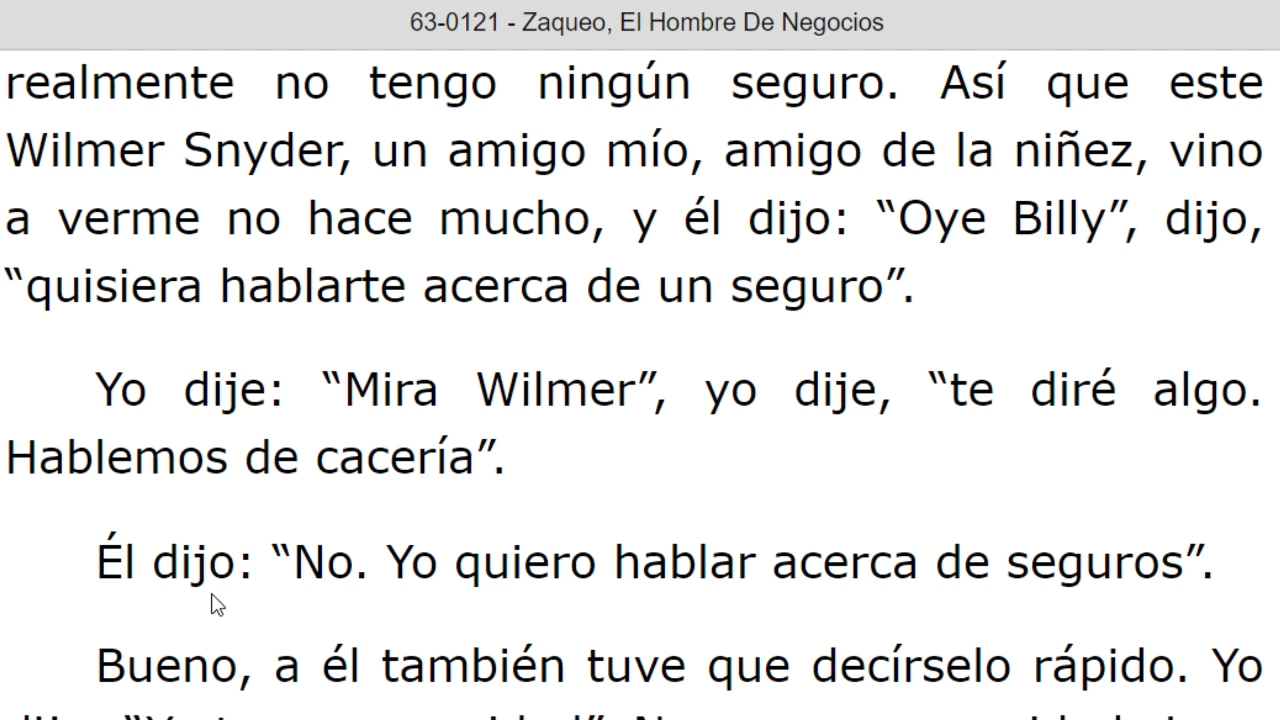 63-0121 - Zaqueo, El Hombre De Negocios
realmente no tengo ningún seguro. Así que este
Wilmer Snyder, un amigo mío, amigo de la niñez, vino
a verme no hace mucho, y él dijo: “Oye Billy”, dijo,
“quisiera hablarte acerca de un seguro”.
Yo dije: “Mira Wilmer”, yo dije, “te diré algo.
Hablemos de cacería”.
Él dijo: “No. Yo quiero hablar acerca de seguros”.
Bueno, a él también tuve que decírselo rápido. Yo